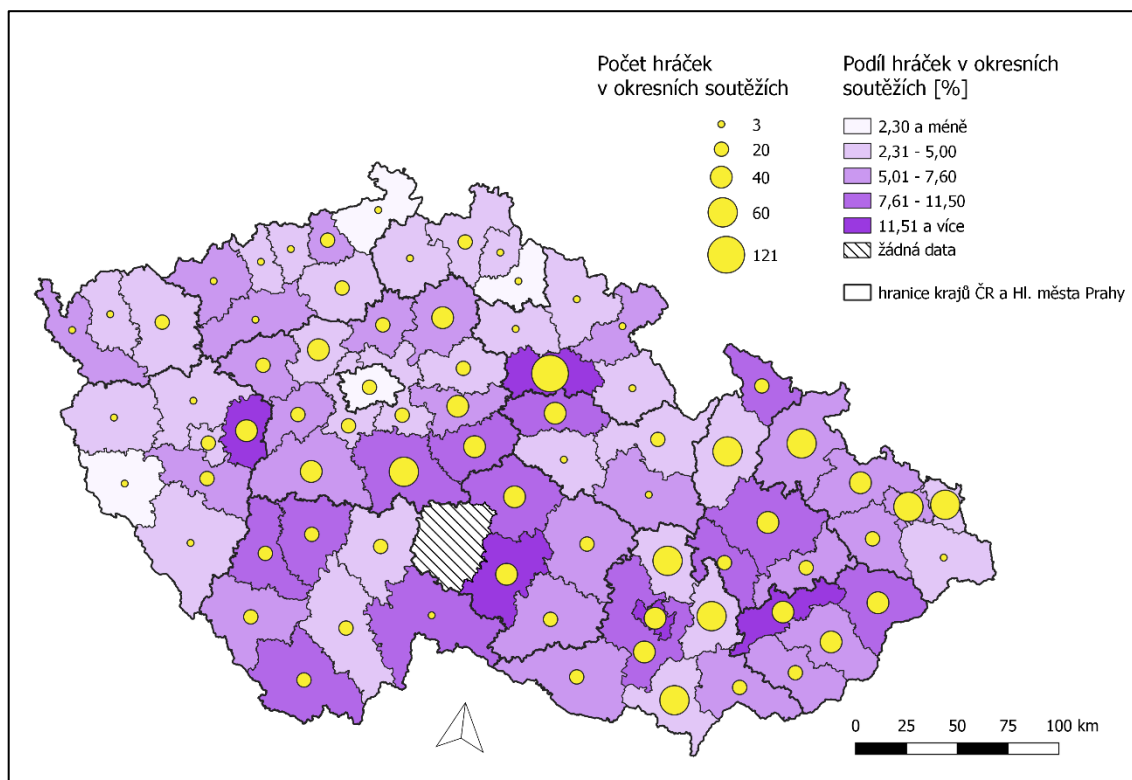 Počet hráček
v okresních soutěžích
3
20
40
60
121
Podíl hráček v okresních
soutěžích [%]
2,30 a méně
2,31 - 5,00
5,01 - 7,60
7,61 - 11,50
11,51 a více
žádná data
hranice krajů ČR a Hl. města Prahy
0 25 50 75 100 km